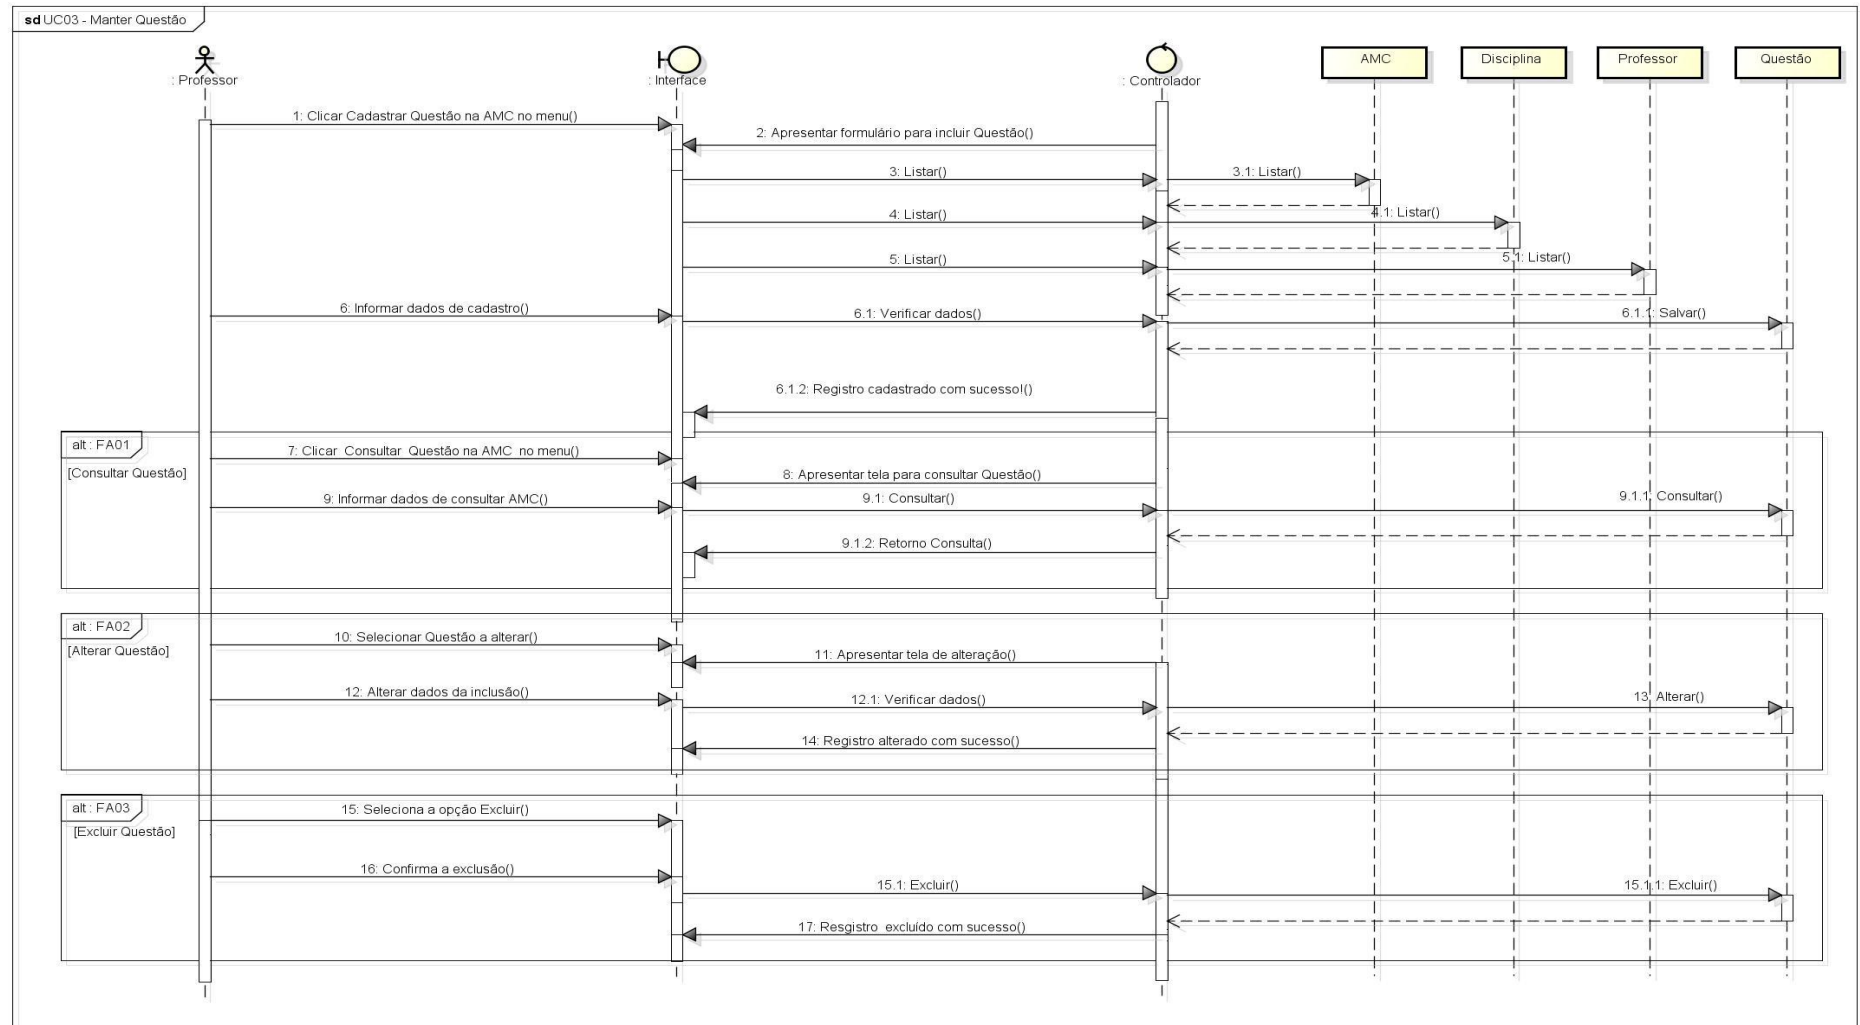 sd UC03 - Manter Questão
: Professor
: Interface
: Controlador
AMC
Disciplina
Professor
Questão
1: Clicar Cadastrar Questão na AMC no menu()
2: Apresentar formulário para incluir Questão()
3: Listar()
3.1: Listar()
4: Listar()
4.1: Listar()
5: Listar()
5.1: Listar()
6: Informar dados de cadastro()
6.1: Verificar dados()
6.1.1: Salvar()
6.1.2: Registro cadastrado com sucesso!()
alt : FA01
[Consultar Questão]
7: Clicar Consultar Questão na AMC no menu()
8: Apresentar tela para consultar Questão()
9: Informar dados de consultar AMC()
9.1: Consultar()
9.1.1: Consultar()
9.1.2: Retorno Consulta()
alt : FA02
[Alterar Questão]
10: Selecionar Questão a alterar()
11: Apresentar tela de alteração()
12: Alterar dados da inclusão()
12.1: Verificar dados()
13: Alterar()
14: Registro alterado com sucesso()
alt : FA03
[Excluir Questão]
15: Seleciona a opção Excluir()
16: Confirma a exclusão()
15.1: Excluir()
15.1.1: Excluir()
17: Resgistro excluído com sucesso()